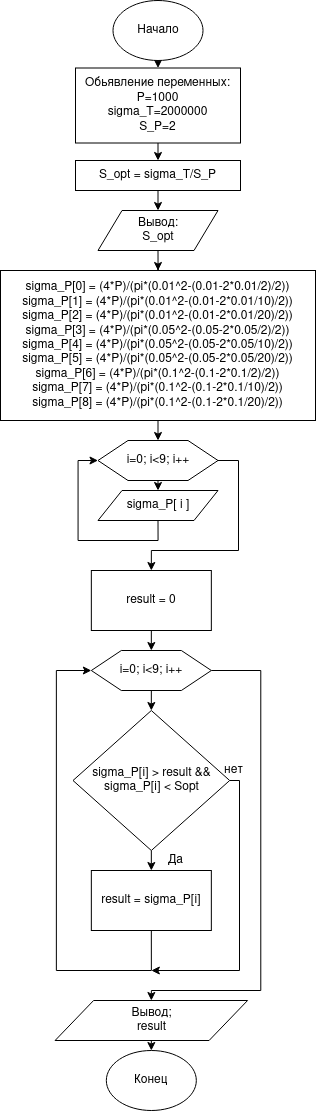 Начало
Обьявление переменных:
P=1000
sigma_T=2000000
S_P=2
S_opt = sigma_T/S_P
Вывод:
S_opt
sigma_P[0] = (4*P)/(pi*(0.01^2-(0.01-2*0.01/2)/2))
sigma_P[1] = (4*P)/(pi*(0.01^2-(0.01-2*0.01/10)/2))
sigma_P[2] = (4*P)/(pi*(0.01^2-(0.01-2*0.01/20)/2))
sigma_P[3] = (4*P)/(pi*(0.05^2-(0.05-2*0.05/2)/2))
sigma_P[4] = (4*P)/(pi*(0.05^2-(0.05-2*0.05/10)/2))
sigma_P[5] = (4*P)/(pi*(0.05^2-(0.05-2*0.05/20)/2))
sigma_P[6] = (4*P)/(pi*(0.1^2-(0.1-2*0.1/2)/2))
sigma_P[7] = (4*P)/(pi*(0.1^2-(0.1-2*0.1/10)/2))
sigma_P[8] = (4*P)/(pi*(0.1^2-(0.1-2*0.1/20)/2))
i=0; i<9; i++
sigma_P[ i ]
result = 0
i=0; i<9; i++
sigma_P[i] > result &&
sigma_P[i] < Sopt
нет
Да
result = sigma_P[i]
Вывод;
result
Конец